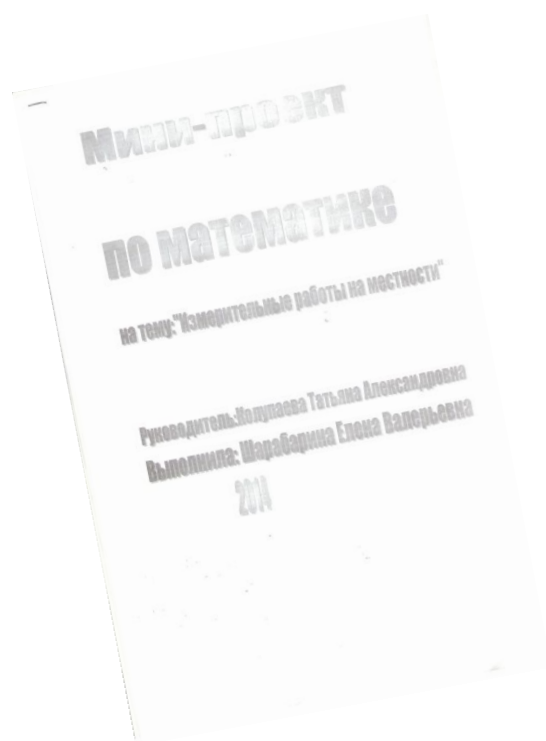 Мини-проект
по математике
на тему:"Измерительные работы на местности"
Руководитель:Колупаева Татьяна Александровна
Выполнила: Шарабарина Елена Валерьевна
2014